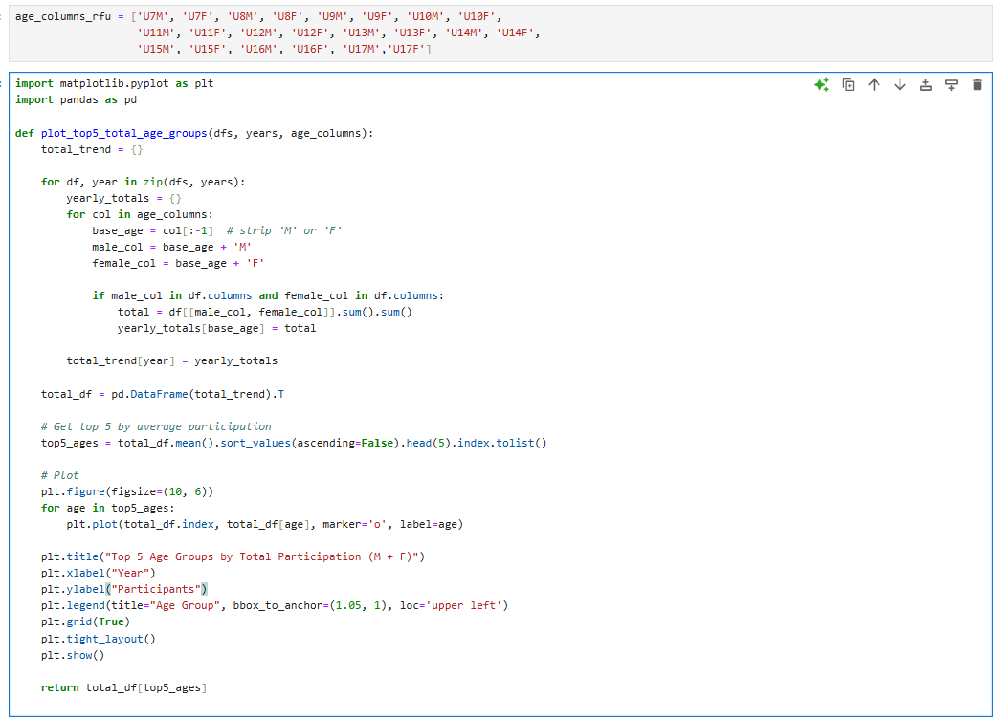 age_columns_rfu = ['U7M', 'U7F', 'U8M', 'U8F', 'U9M', 'U9F', 'U10M', 'U10F',
                   'U11M', 'U11F', 'U12M', 'U12F', 'U13M', 'U13F', 'U14M', 'U14F',
                   'U15M', 'U15F', 'U16M', 'U16F', 'U17M','U17F']
import matplotlib.pyplot as plt
import pandas as pd
def plot_top5_total_age_groups(dfs, years, age_columns):
    total_trend = {}
    for df, year in zip(dfs, years):
        yearly_totals = {}
        for col in age_columns:
            base_age = col[:-1]  # strip 'M' or 'F'
            male_col = base_age + 'M'
            female_col = base_age + 'F'
            if male_col in df.columns and female_col in df.columns:
                total = df[[male_col, female_col]].sum().sum()
                yearly_totals[base_age] = total
        total_trend[year] = yearly_totals
    total_df = pd.DataFrame(total_trend).T
    # Get top 5 by average participation
    top5_ages = total_df.mean().sort_values(ascending=False).head(5).index.tolist()
    # Plot
    plt.figure(figsize=(10, 6))
    for age in top5_ages:
        plt.plot(total_df.index, total_df[age], marker='o', label=age)
    plt.title("Top 5 Age Groups by Total Participation (M + F)")
    plt.xlabel("Year")
    plt.ylabel("Participants")
    plt.legend(title="Age Group", bbox_to_anchor=(1.05, 1), loc='upper left')
    plt.grid(True)
    plt.tight_layout()
    plt.show()
    return total_df[top5_ages]